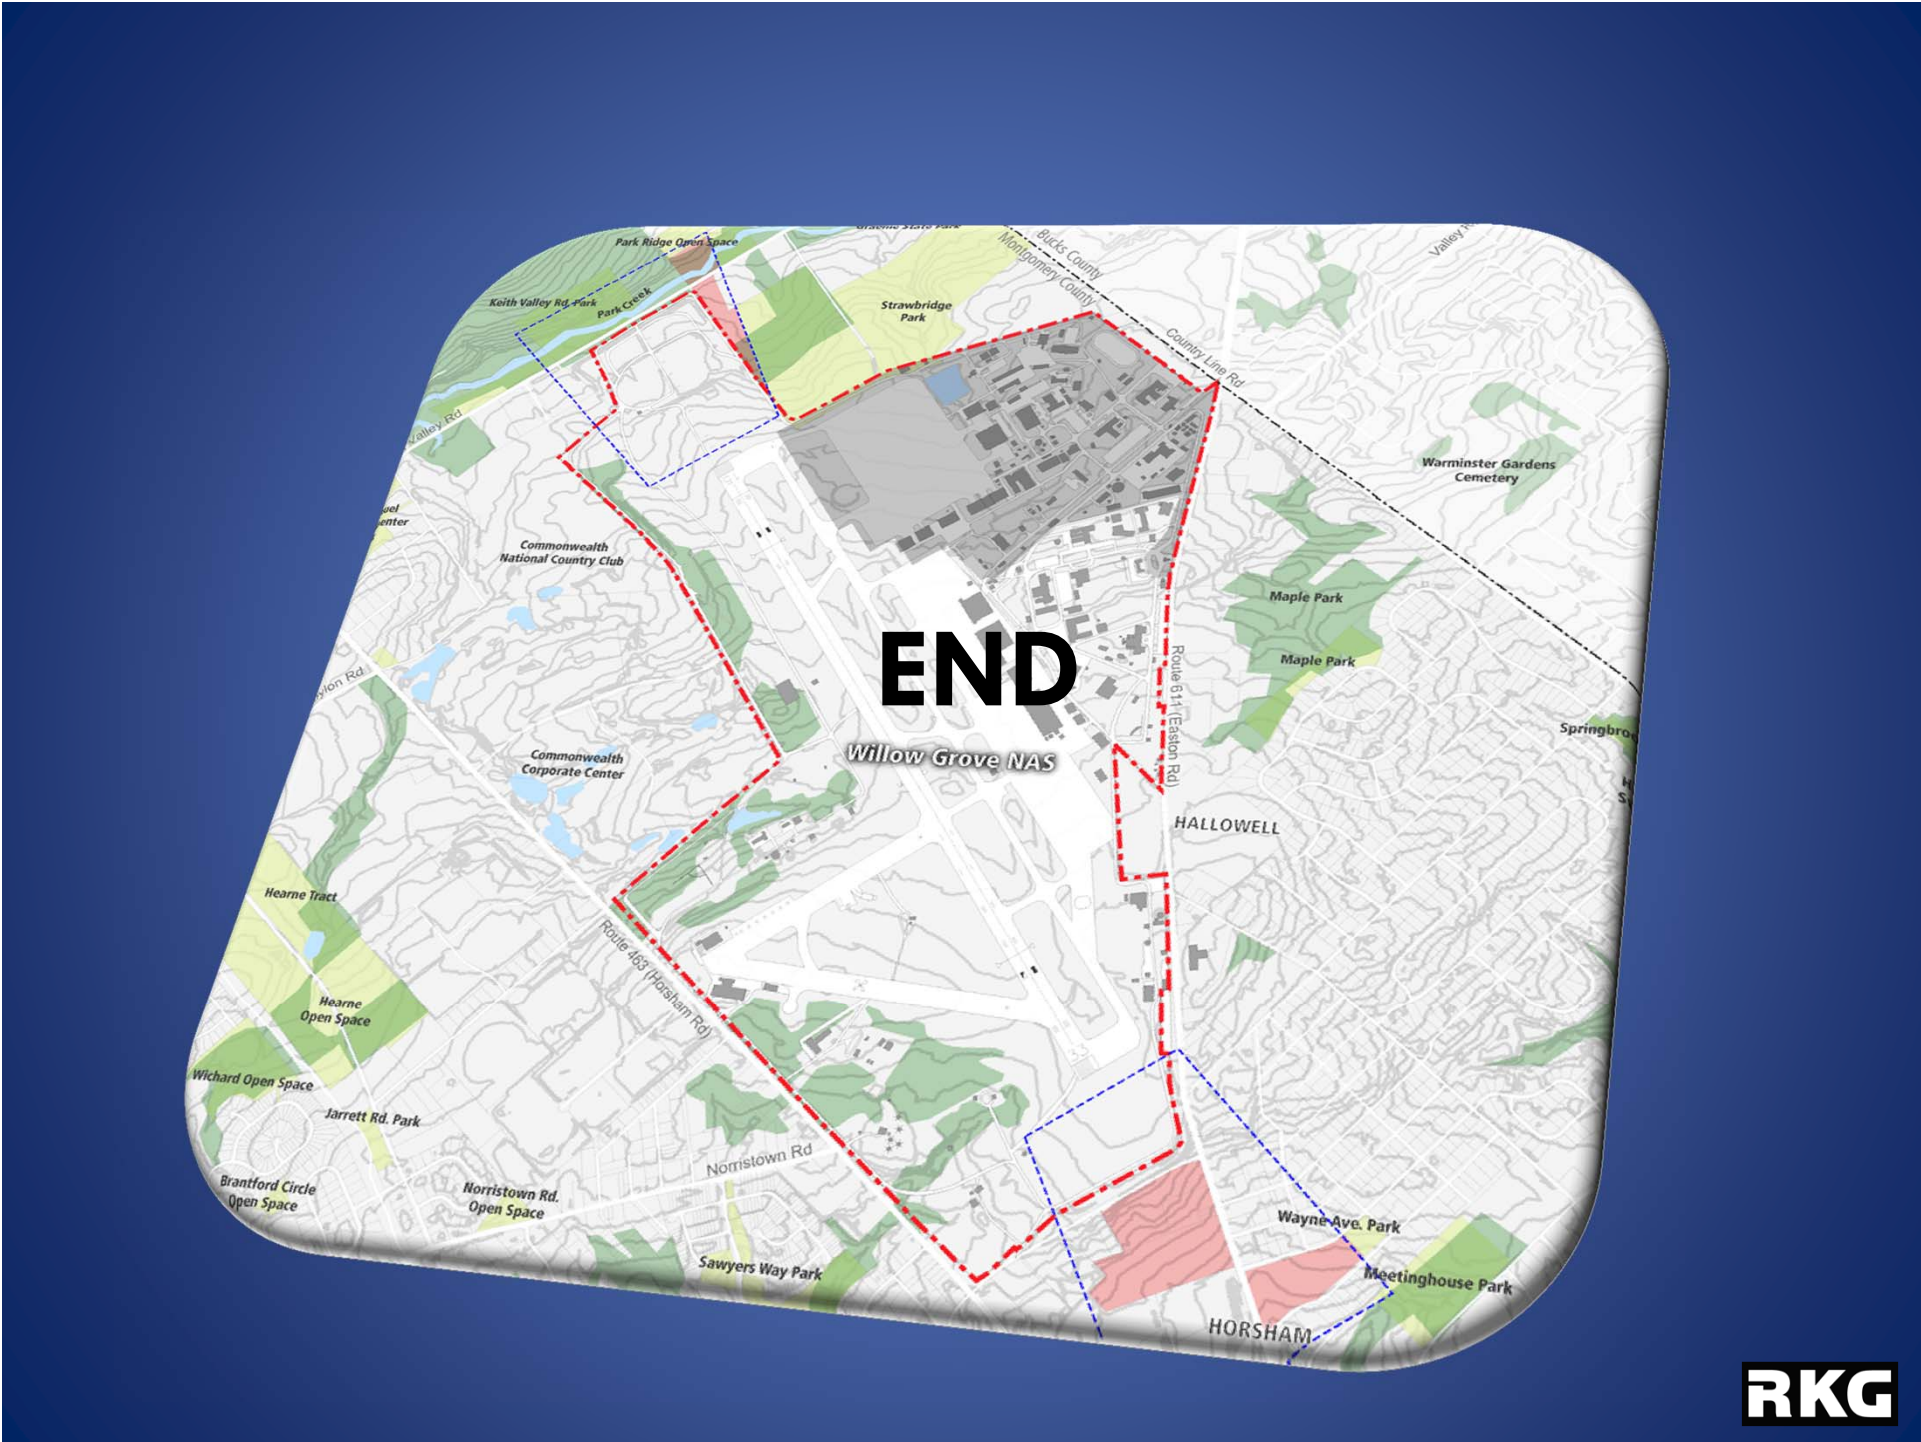 Park Ridge Open Space
Graeme State Park
Bucks County
Montgomery County
Keith Valley Rd. Park
Park Creek
Strawbridge
Park
Country Line Rd
Valley Rd
Warminster Gardens
Cemetery
Commonwealth
National Country Club
Maple Park
END
Maple Park
Route 611 (Easton Rd)
Willow Grove NAS
Commonwealth
Corporate Center
HALLOWELL
Hearne Tract
Route 463 (Horsham Rd)
Hearne
Open Space
33
Wichard Open Space
Jarrett Rd. Park
Norristown Rd
Brantford Circle
Open Space
Norristown Rd.
Open Space
Wayne Ave. Park
Sawyers Way Park
Meetinghouse Park
HORSHAM
RKG